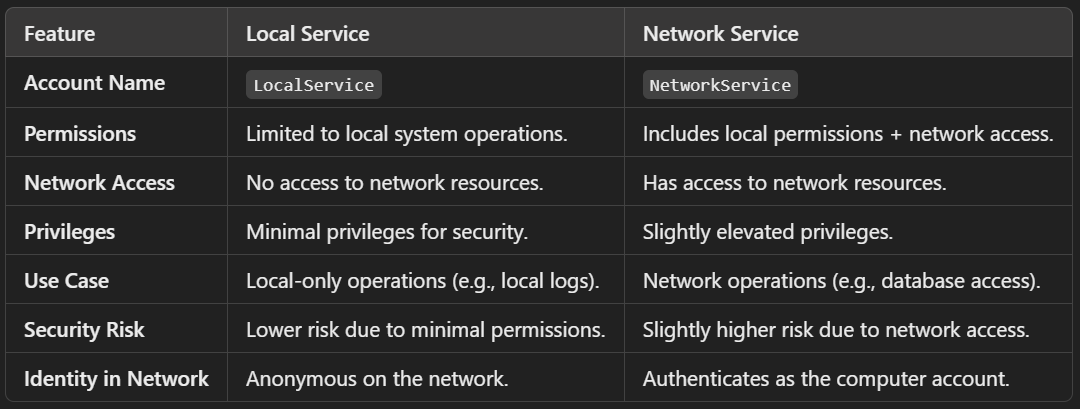 Feature Local Service Network Service
Account Name LocalService NetworkService
Permissions Limited to local system operations. Includes local permissions + network access.
Network Access No access to network resources. Has access to network resources.
Privileges Minimal privileges for security. Slightly elevated privileges.
Use Case Local-only operations (e.g., local logs). Network operations (e.g., database access).
Security Risk Lower risk due to minimal permissions. Slightly higher risk due to network access.
Identity in Network Anonymous on the network. Authenticates as the computer account.